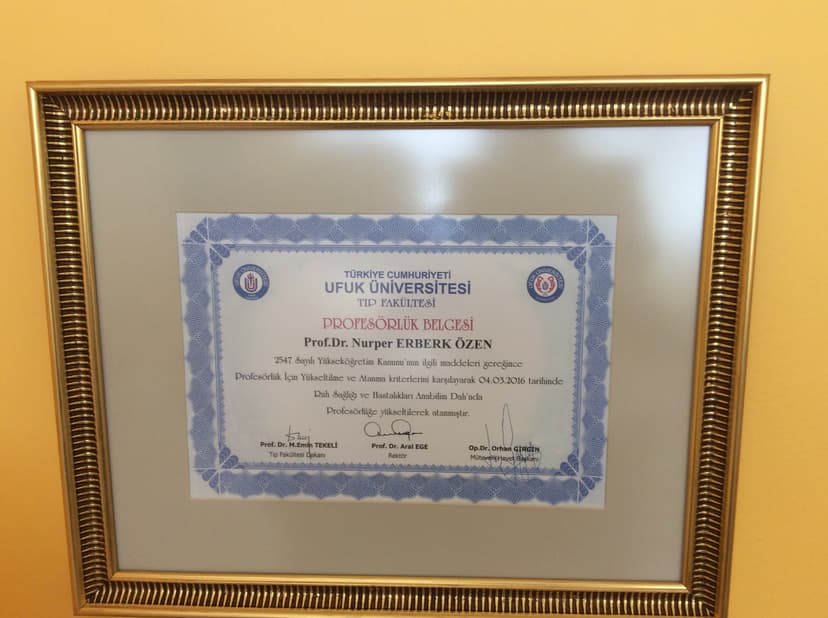 TÜRKİYE CUMHURİYETİ
UFUK ÜNİVERSİTESİ
TIP FAKÜLTESİ
PROFESÖRLÜK BELGESİ
Prof.Dr. Nurper ERBERK ÖZEN
2547 Sayılı Yükseköğretim Kanunu'nun ilgili maddeleri gereğince
Profesörlük İçin Yükseltilme ve Atanma kriterlerini karşılayarak 04.03.2016 tarihinde
Ruh Sağlığı ve Hastalıkları Anabilim Dalı'nda
Profesörlüğe yükseltilerek atanmıştır.
Prof. Dr. M.Emin TEKELİ
Tıp Fakültesi Dekanı
Prof. Dr. Aral EGE
Rektör
Op.Dr. Orhan GİRGİN
Mütevelli Heyet Başkanı